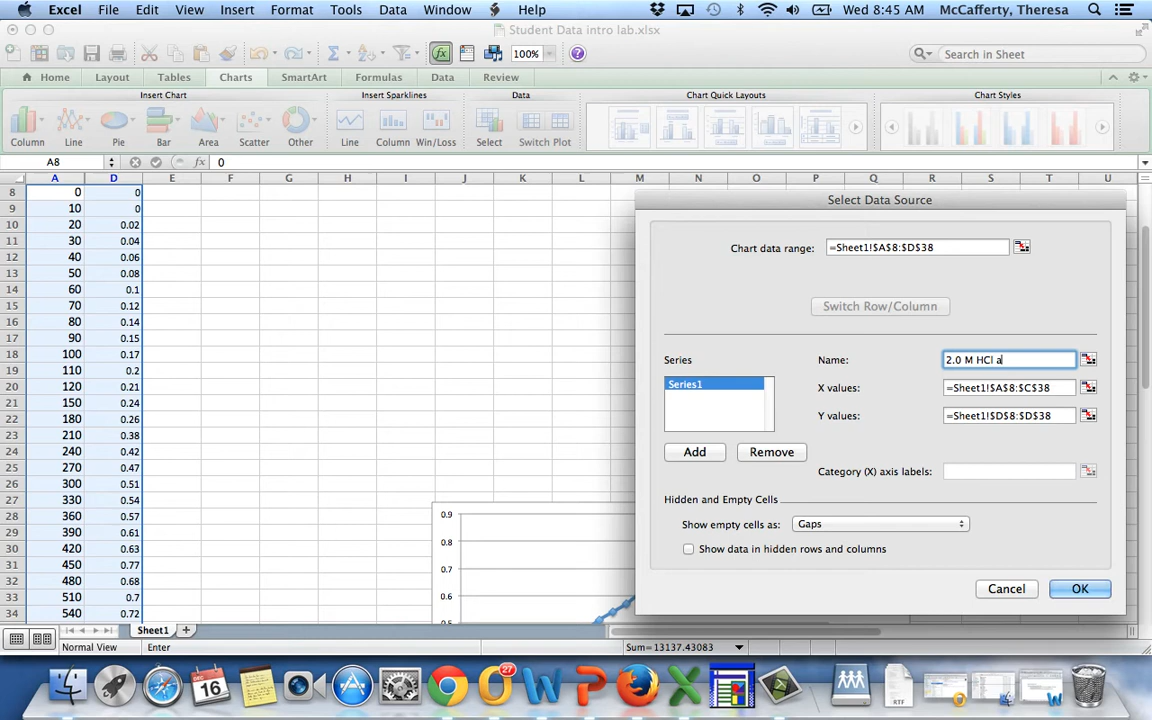 Excel File Edit View Insert Format Tools Data Window Help Wed 8:45 AM McCafferty, Theresa
Student Data intro lab.xlsx
100% Search in Sheet
Home Layout Tables Charts SmartArt Formulas Data Review
Insert Chart Insert Sparklines Data Chart Quick Layouts Chart Styles
Column Line Pie Bar Area Scatter Other Line Column Win/Loss Select Switch Plot
A8 fx 0
A D E F G H I J K L M N O P Q R S T U
8 0 0
9 10 0
10 20 0.02
11 30 0.04
12 40 0.06
13 50 0.08
14 60 0.1
15 70 0.12
16 80 0.14
17 90 0.15
18 100 0.17
19 110 0.2
20 120 0.21
21 150 0.24
22 180 0.26
23 210 0.38
24 240 0.42
25 270 0.47
26 300 0.51
27 330 0.54
28 360 0.57
29 390 0.61
30 420 0.63
31 450 0.77
32 480 0.68
33 510 0.7
34 540 0.72
0.9
0.8
0.7
0.6
0.5
Select Data Source
Chart data range: =Sheet1!$A$8:$D$38
Switch Row/Column
Series Name: 2.0 M HCl a
Series1 X values: =Sheet1!$A$8:$C$38
Y values: =Sheet1!$D$8:$D$38
Add Remove
Category (X) axis labels:
Hidden and Empty Cells
Show empty cells as: Gaps
Show data in hidden rows and columns
Cancel OK
Sheet1
Normal View Enter Sum=13137.43083
DEC
16
27
RTF